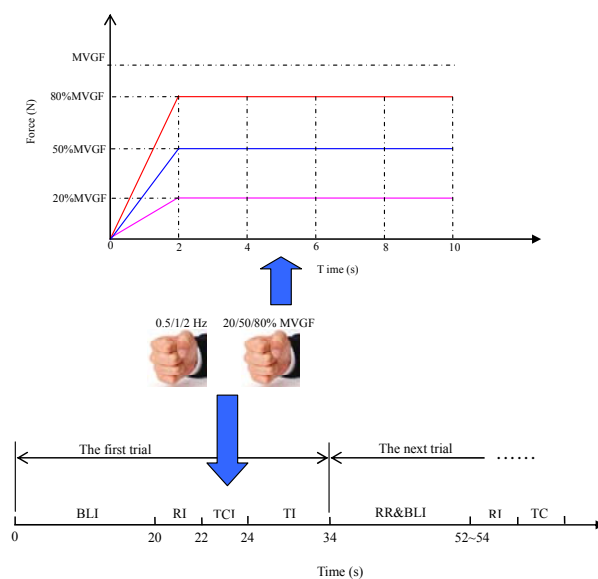 MVGF
80%MVGF
50%MVGF
20%MVGF
Force (N)
0 2 4 6 8 10
T ime (s)
0.5/1/2 Hz 20/50/80% MVGF
The first trial The next trial ······
BLI RI TCI TI RR&BLI RI TC
0 20 22 24 34 52~54
Time (s)